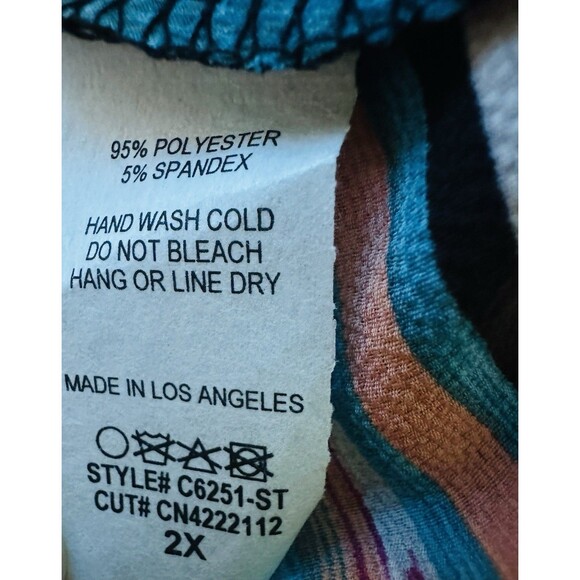 95% POLYESTER
5% SPANDEX
HAND WASH COLD
DO NOT BLEACH
HANG OR LINE DRY
MADE IN LOS ANGELES
STYLE# C6251-ST
CUT# CN4222112
2X